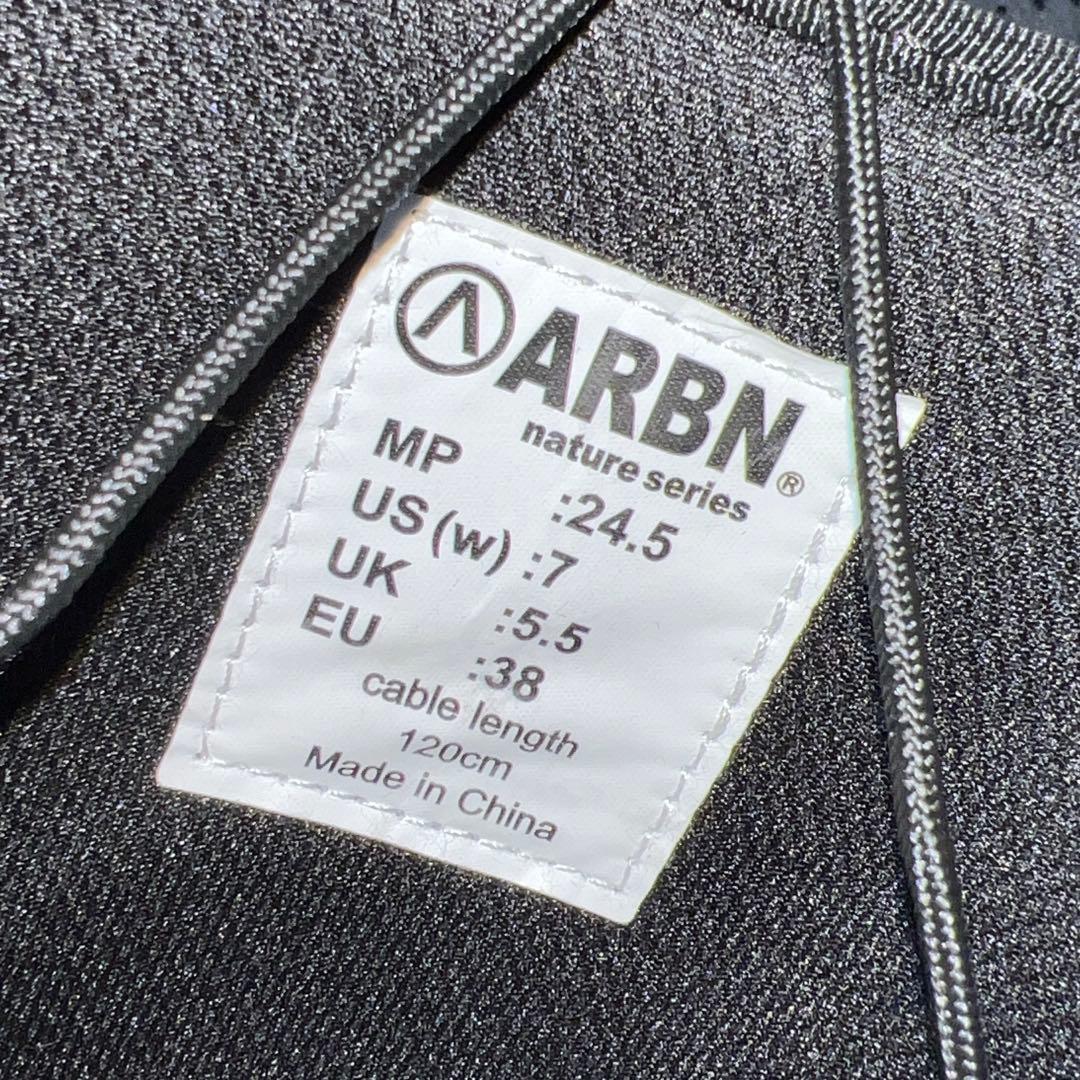 ARBN®
nature series
MP :24.5
US(w) :7
UK :5.5
EU :38
cable length
120cm
Made in China